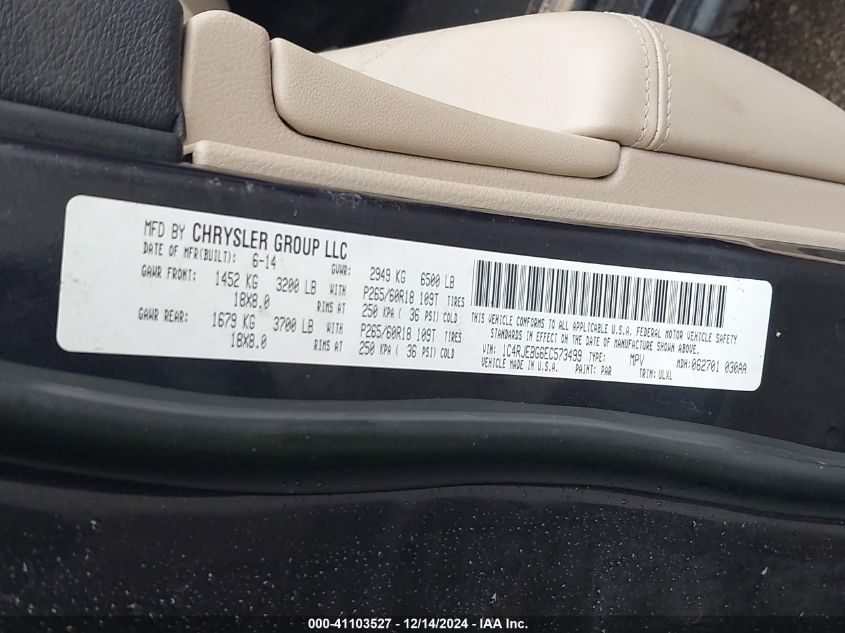 MFD BY CHRYSLER GROUP LLC
DATE OF MFR(BUILT): 6-14 GVWR: 2949 KG 6500 LB
GAWR FRONT: 1452 KG 3200 LB WITH P265/60R18 109T TIRES
18X8.0 RIMS AT 250 KPA ( 36 PSI) COLD
GAWR REAR: 1679 KG 3700 LB WITH P265/60R18 109T TIRES
18X8.0 RIMS AT 250 KPA ( 36 PSI) COLD
THIS VEHICLE CONFORMS TO ALL APPLICABLE U.S.A. FEDERAL MOTOR VEHICLE SAFETY
STANDARDS IN EFFECT ON THE DATE OF MANUFACTURE SHOWN ABOVE.
VIN: 1C4RJEBG6EC573499 TYPE: MPV MDH: 062701 030AA
VEHICLE MADE IN U.S.A. PAINT: PAR TRIM: ULXL
000-41103527 - 12/14/2024 - IAA Inc.